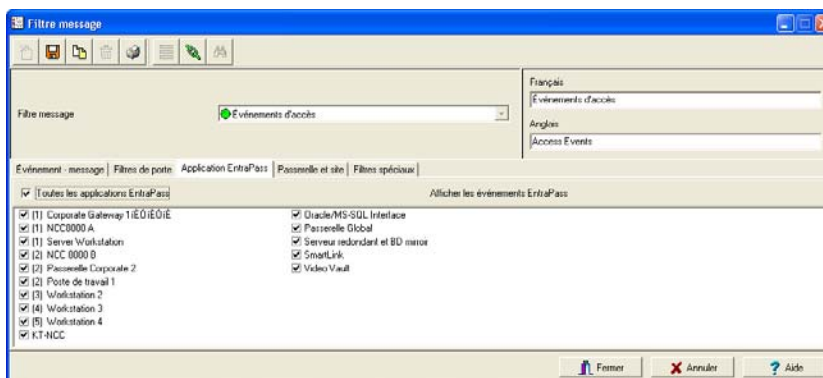 Filtre message
Français
Événements d'accès
Filtre message
Événements d'accès
Anglais
Access Events
Événement - message | Filtres de porte | Application EntraPass | Passerelle et site | Filtres spéciaux
Toutes les applications EntraPass
Afficher les événements EntraPass
(1) Corporate Gateway 1iÉÒiÈÒIÉ
(1) NCC8000 A
(1) Server Workstation
(2) NCC 8000 B
(2) Passerelle Corporate 2
(2) Poste de travail 1
(3) Workstation 2
(4) Workstation 3
(5) Workstation 4
KT-NCC
Oracle/MS-SQL Interface
Passerelle Global
Serveur redondant et BD mirroir
SmartLink
Video Vault
Fermer
Annuler
? Aide